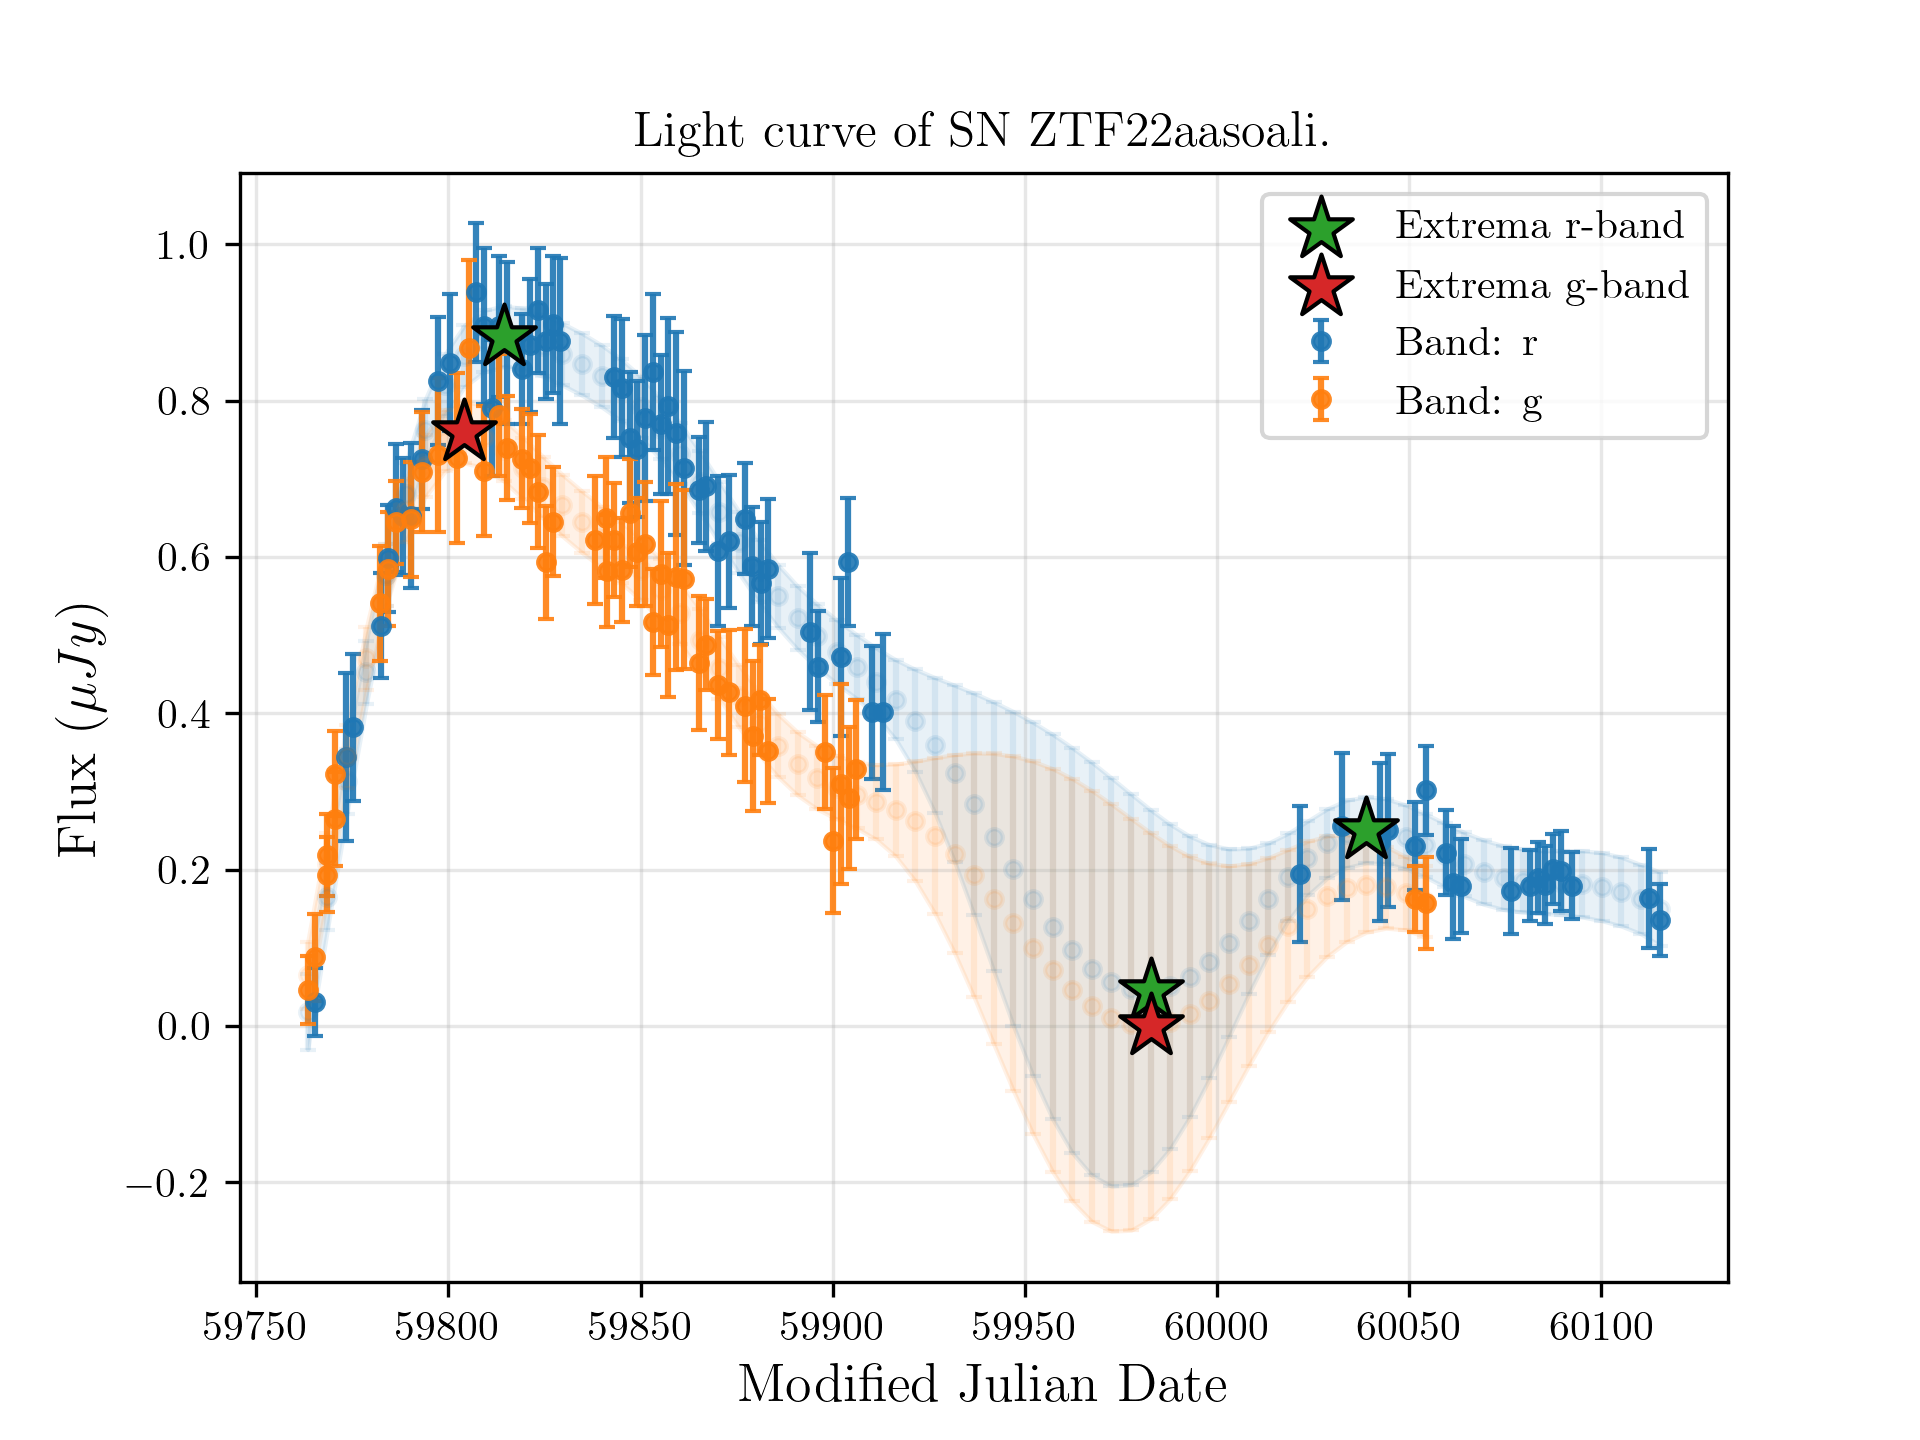 Light curve of SN ZTF22aasoali.
Extrema r-band
Extrema g-band
Band: r
Band: g
1.0
0.8
0.6
0.4
0.2
0.0
−0.2
Flux (μJy)
59750 59800 59850 59900 59950 60000 60050 60100
Modified Julian Date